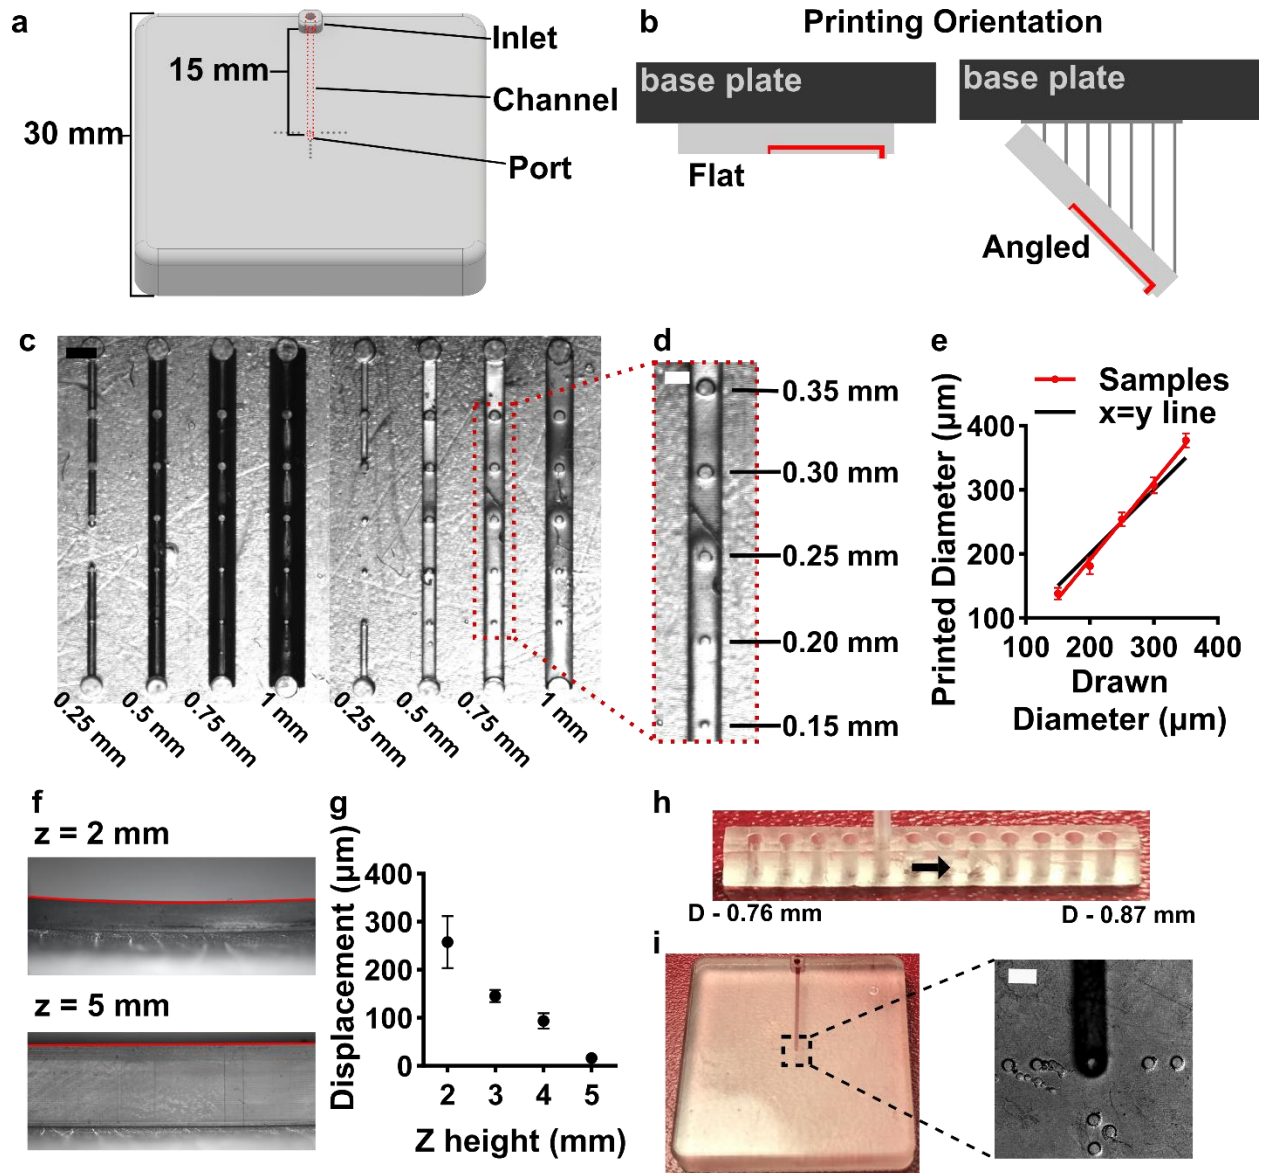 a
Inlet
15 mm
Channel
30 mm
Port
b
Printing Orientation
base plate
base plate
Flat
Angled
c
0.25 mm
0.5 mm
0.75 mm
1 mm
0.25 mm
0.5 mm
0.75 mm
1 mm
d
0.35 mm
0.30 mm
0.25 mm
0.20 mm
0.15 mm
e
Samples
x=y line
Printed Diameter (µm)
400
300
200
100
100 200 300 400
Drawn
Diameter (µm)
f
z = 2 mm
z = 5 mm
g
Displacement (µm)
400
300
200
100
0
2 3 4 5
Z height (mm)
h
D - 0.76 mm
D - 0.87 mm
i